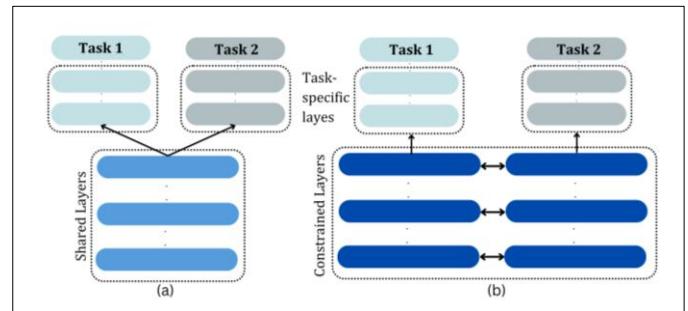 Task 1
Task 2
Task-
specific
layes
Task 1
Task 2
Shared Layers
Constrained Layers
(a)
(b)